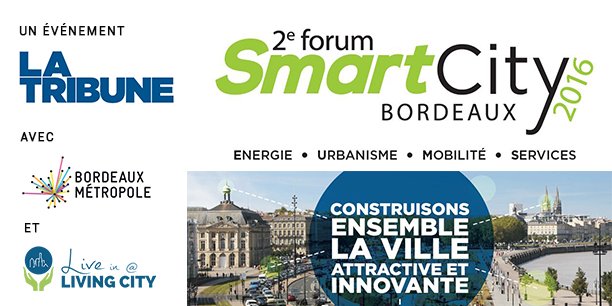 UN ÉVÉNEMENT
LA
TRIBUNE
AVEC
BORDEAUX
MÉTROPOLE
ET
Live in @
LIVING CITY
2e forum
SmartCity
BORDEAUX
2016
ENERGIE • URBANISME • MOBILITÉ • SERVICES
CONSTRUISONS
ENSEMBLE
LA VILLE
ATTRACTIVE ET
INNOVANTE